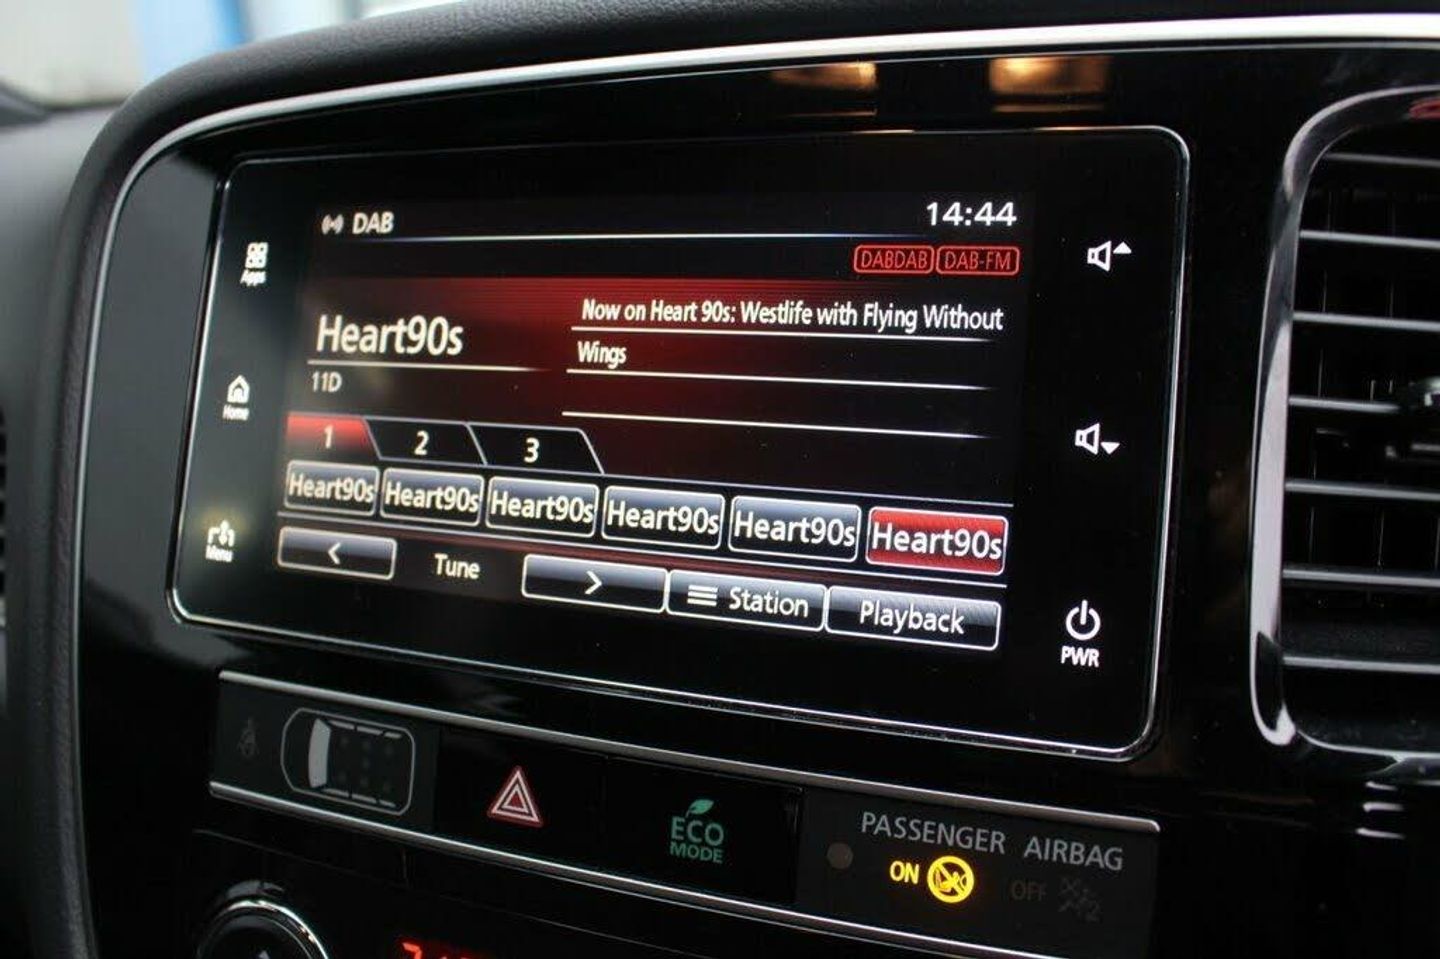 DAB
14:44
DABDAB DAB-FM
Apps
Heart90s
Now on Heart 90s: Westlife with Flying Without
Wings
11D
Home
1 2 3
Heart90s Heart90s Heart90s Heart90s Heart90s Heart90s
Menu
< Tune > Station Playback
PWR
ECO
MODE
PASSENGER AIRBAG
ON OFF